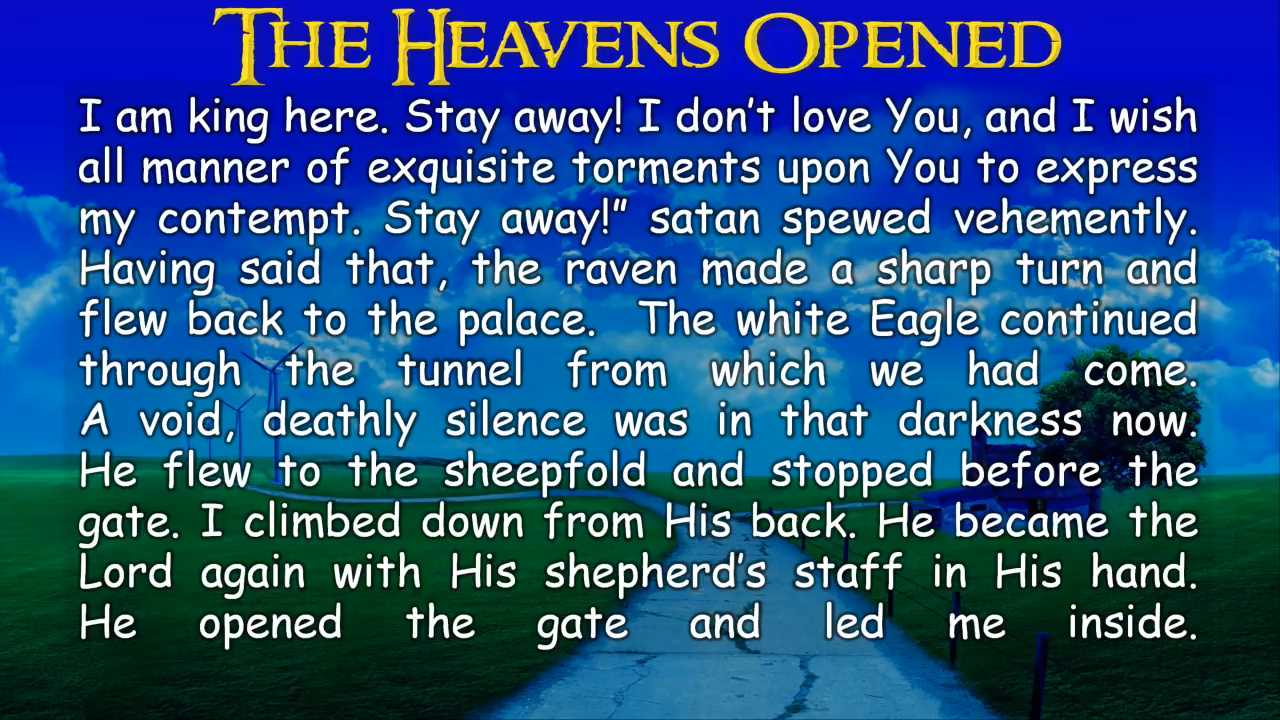 THE HEAVENS OPENED
I am king here. Stay away! I don’t love You, and I wish
all manner of exquisite torments upon You to express
my contempt. Stay away!” satan spewed vehemently.
Having said that, the raven made a sharp turn and
flew back to the palace.  The white Eagle continued
through the tunnel from which we had come.
A void, deathly silence was in that darkness now.
He flew to the sheepfold and stopped before the
gate. I climbed down from His back. He became the
Lord again with His shepherd’s staff in His hand.
He opened the gate and led me inside.